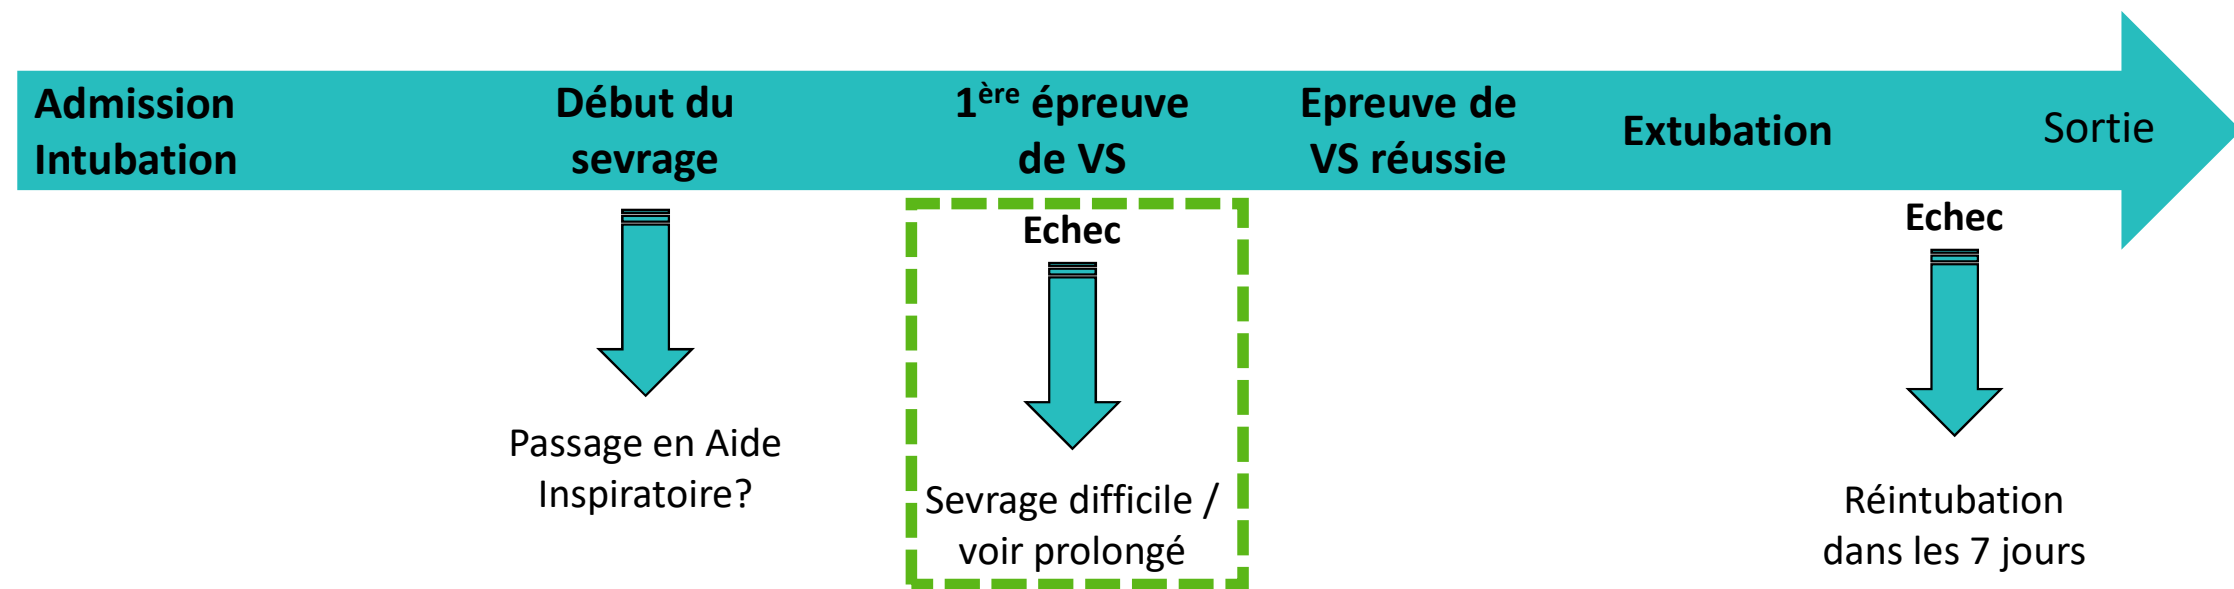 Admission
Intubation
Début du
sevrage
1ère épreuve
de VS
Epreuve de
VS réussie
Extubation
Sortie
Passage en Aide
Inspiratoire?
Echec
Sevrage difficile /
voir prolongé
Echec
Réintubation
dans les 7 jours